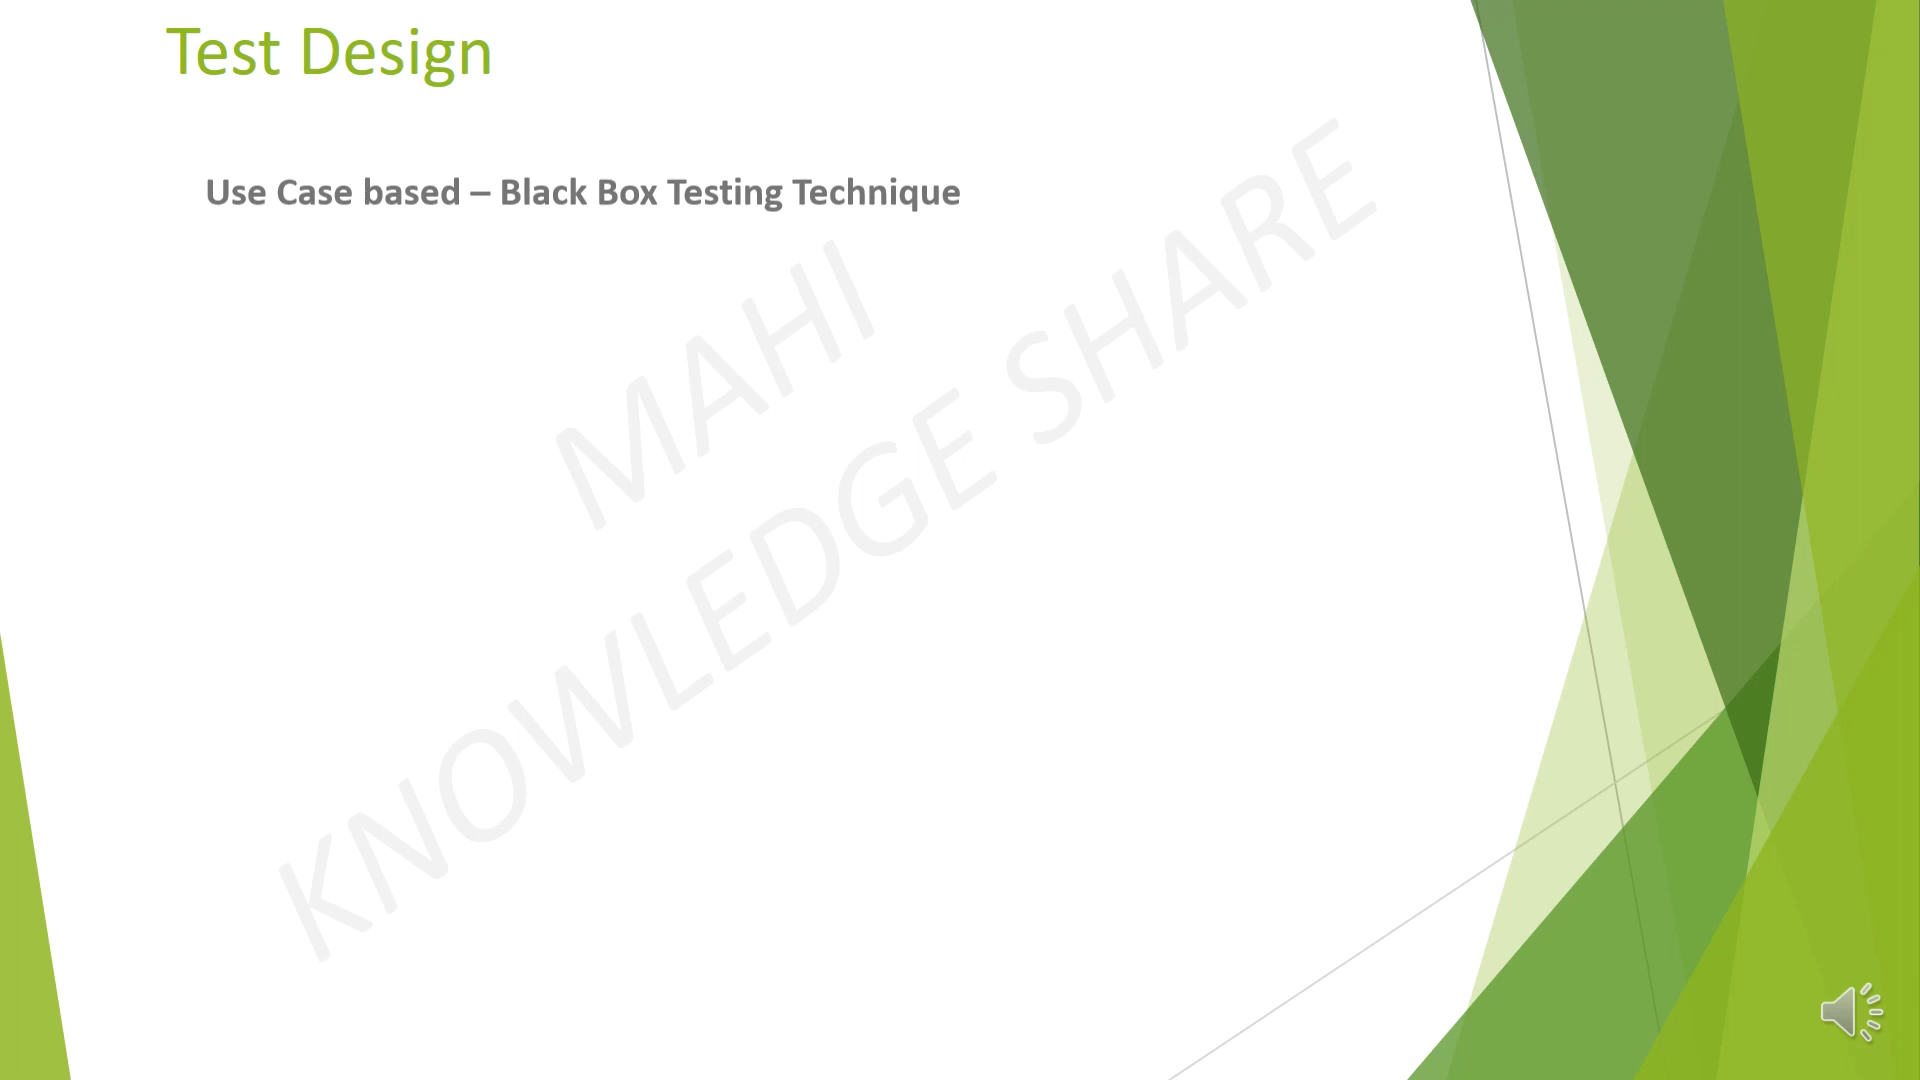 Test Design
Use Case based – Black Box Testing Technique
MAHI
KNOWLEDGE SHARE